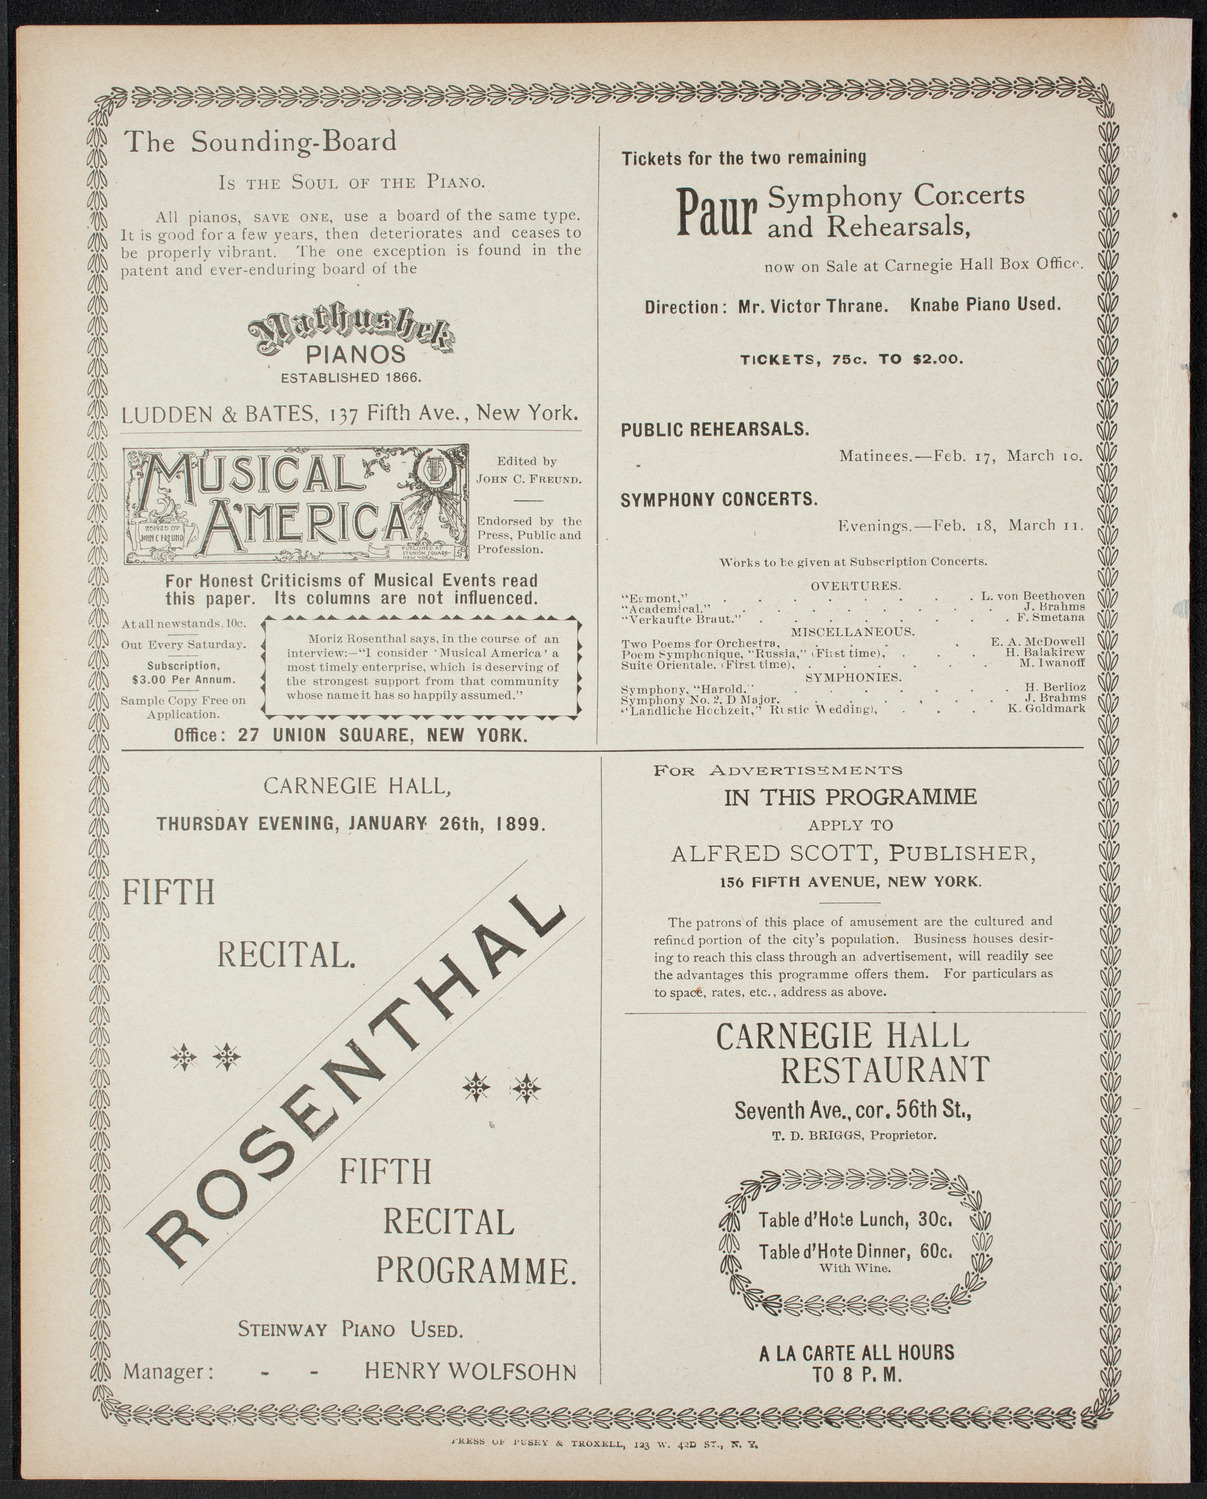 The Sounding-Board
Is the Soul of the Piano.
All pianos, save one, use a board of the same type.
It is good for a few years, then deteriorates and ceases to
be properly vibrant. The one exception is found in the
patent and ever-enduring board of the
Mathushek
PIANOS
ESTABLISHED 1866.
LUDDEN & BATES, 137 Fifth Ave., New York.
MUSICAL
AMERICA
EDITED BY
JOHN C FREUND
PUBLISHED AT
27 UNION SQUARE
NEW YORK
Edited by
John C. Freund.
Endorsed by the
Press, Public and
Profession.
For Honest Criticisms of Musical Events read
this paper. Its columns are not influenced.
At all newstands, 10c.
Out Every Saturday.
Subscription,
$3.00 Per Annum.
Sample Copy Free on
Application.
Moriz Rosenthal says, in the course of an
interview:—"I consider 'Musical America' a
most timely enterprise, which is deserving of
the strongest support from that community
whose name it has so happily assumed."
Office: 27 UNION SQUARE, NEW YORK.
Tickets for the two remaining
Paur Symphony Concerts
and Rehearsals,
now on Sale at Carnegie Hall Box Office.
Direction: Mr. Victor Thrane. Knabe Piano Used.
TICKETS, 75c. TO $2.00.
PUBLIC REHEARSALS.
Matinees.—Feb. 17, March 10.
SYMPHONY CONCERTS.
Evenings.—Feb. 18, March 11.
Works to be given at Subscription Concerts.
OVERTURES.
"Egmont," . . . . . . . . . L. von Beethoven
"Academical," . . . . . . . . J. Brahms
"Verkaufte Braut." . . . . . . . . F. Smetana
MISCELLANEOUS.
Two Poems for Orchestra, . . . . . . E. A. McDowell
Poem Symphonique, "Russia," (First time), . . . H. Balakirew
Suite Orientale. (First time), . . . . . . M. Iwanoff
SYMPHONIES.
Symphony, "Harold," . . . . . . . H. Berlioz
Symphony No. 2, D Major, . . . . . . J. Brahms
"Landliche Hochzeit," Rustic Wedding), . . . K. Goldmark
CARNEGIE HALL,
THURSDAY EVENING, JANUARY 26th, 1899.
FIFTH
RECITAL.
ROSENTHAL
FIFTH
RECITAL
PROGRAMME.
Steinway Piano Used.
Manager: - - HENRY WOLFSOHN
For Advertisements
IN THIS PROGRAMME
APPLY TO
ALFRED SCOTT, Publisher,
156 FIFTH AVENUE, NEW YORK.
The patrons of this place of amusement are the cultured and
refined portion of the city's population. Business houses desir-
ing to reach this class through an advertisement, will readily see
the advantages this programme offers them. For particulars as
to space, rates, etc., address as above.
CARNEGIE HALL
RESTAURANT
Seventh Ave., cor. 56th St.,
T. D. BRIGGS, Proprietor.
Table d'Hote Lunch, 30c.
Table d'Hote Dinner, 60c.
With Wine.
A LA CARTE ALL HOURS
TO 8 P. M.
PRESS OF PUSEY & TROXELL, 123 W. 42D ST., N. Y.